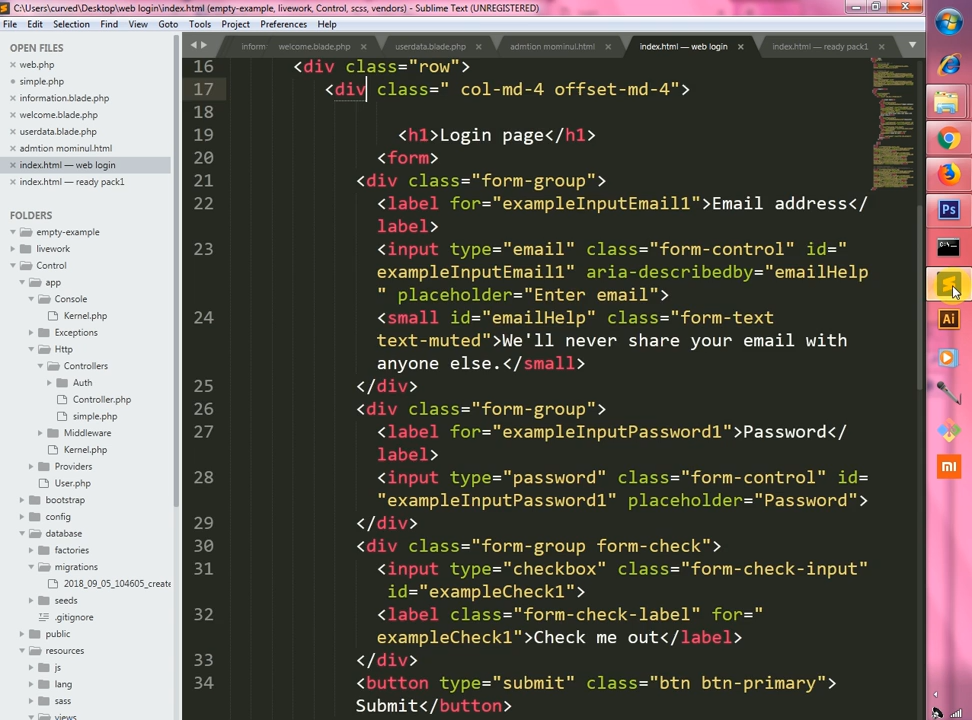 C:\Users\curved\Desktop\web login\index.html (empty-example, livework, Control, scss, vendors) - Sublime Text (UNREGISTERED)
File Edit Selection Find View Goto Tools Project Preferences Help
OPEN FILES
web.php
simple.php
information.blade.php
welcome.blade.php
userdata.blade.php
admtion mominul.html
index.html — web login
index.html — ready pack1
FOLDERS
empty-example
livework
Control
app
Console
Kernel.php
Exceptions
Http
Controllers
Auth
Controller.php
simple.php
Middleware
Kernel.php
Providers
User.php
bootstrap
config
database
factories
migrations
2018_09_05_104605_create
seeds
.gitignore
public
resources
js
lang
sass
views
inform welcome.blade.php userdata.blade.php admtion mominul.html index.html — web login index.html — ready pack1
16 <div class="row">
17 <div class=" col-md-4 offset-md-4">
18
19 <h1>Login page</h1>
20 <form>
21 <div class="form-group">
22 <label for="exampleInputEmail1">Email address</
label>
23 <input type="email" class="form-control" id="
exampleInputEmail1" aria-describedby="emailHelp
" placeholder="Enter email">
24 <small id="emailHelp" class="form-text
text-muted">We'll never share your email with
anyone else.</small>
25 </div>
26 <div class="form-group">
27 <label for="exampleInputPassword1">Password</
label>
28 <input type="password" class="form-control" id=
"exampleInputPassword1" placeholder="Password">
29 </div>
30 <div class="form-group form-check">
31 <input type="checkbox" class="form-check-input"
id="exampleCheck1">
32 <label class="form-check-label" for="
exampleCheck1">Check me out</label>
33 </div>
34 <button type="submit" class="btn btn-primary">
Submit</button>
Ps
C:\
Ai
mi